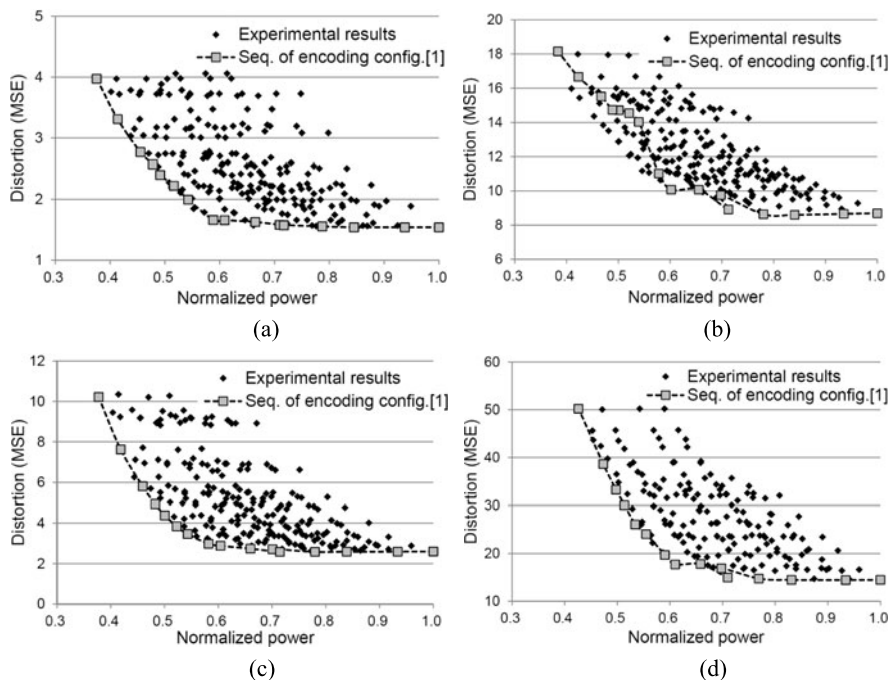 5
4
3
2
1
Distortion (MSE)
Experimental results
Seq. of encoding config.[1]
0.3 0.4 0.5 0.6 0.7 0.8 0.9 1.0
Normalized power
(a)
20
18
16
14
12
10
8
6
Distortion (MSE)
Experimental results
Seq. of encoding config.[1]
0.3 0.4 0.5 0.6 0.7 0.8 0.9 1.0
Normalized power
(b)
12
10
8
6
4
2
0
Distortion (MSE)
Experimental results
Seq. of encoding config.[1]
0.3 0.4 0.5 0.6 0.7 0.8 0.9 1.0
Normalized power
(c)
60
50
40
30
20
10
Distortion (MSE)
Experimental results
Seq. of encoding config.[1]
0.3 0.4 0.5 0.6 0.7 0.8 0.9 1.0
Normalized power
(d)